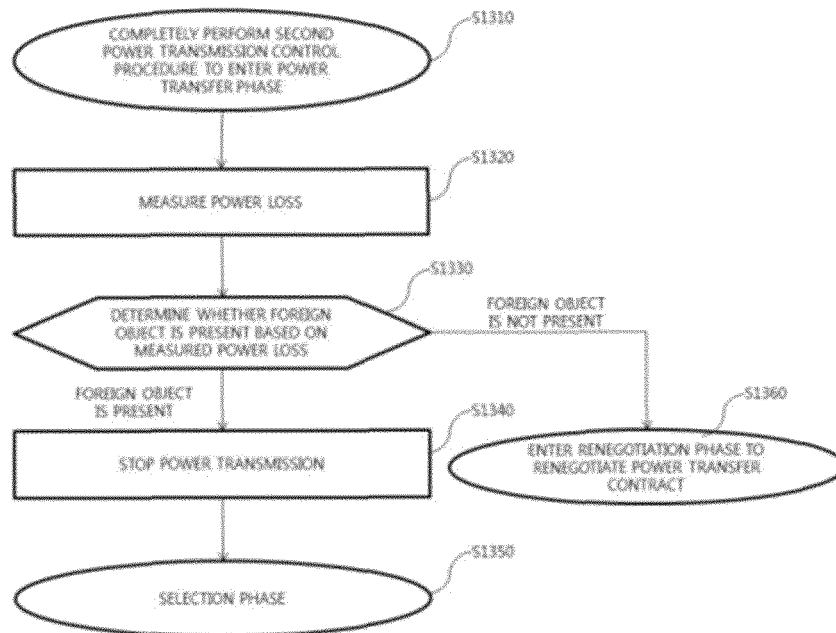 COMPLETELY PERFORM SECOND
POWER TRANSMISSION CONTROL
PROCEDURE TO ENTER POWER
TRANSFER PHASE
S1310
S1320
MEASURE POWER LOSS
S1330
DETERMINE WHETHER FOREIGN
OBJECT IS PRESENT BASED ON
MEASURED POWER LOSS
FOREIGN OBJECT
IS NOT PRESENT
FOREIGN OBJECT
IS PRESENT
S1340
STOP POWER TRANSMISSION
S1360
ENTER RENEGOTIATION PHASE TO
RENEGOTIATE POWER TRANSFER
CONTRACT
S1350
SELECTION PHASE